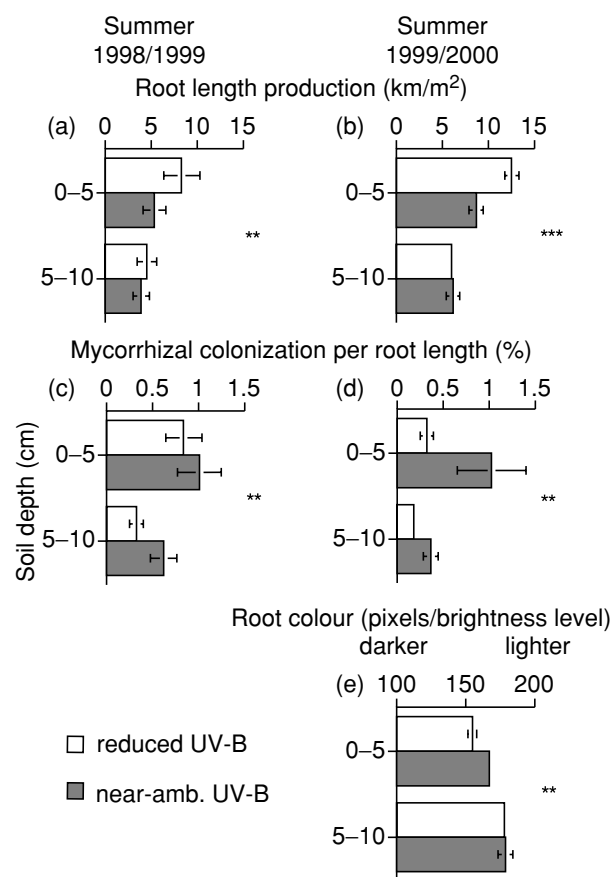 Summer Summer
1998/1999 1999/2000
Root length production (km/m²)
(a) 0 5 10 15 (b) 0 5 10 15
0–5 0–5
** ***
5–10 5–10
Mycorrhizal colonization per root length (%)
(c) 0 0.5 1 1.5 (d) 0 0.5 1 1.5
0–5 0–5
** **
5–10 5–10
Soil depth (cm)
Root colour (pixels/brightness level)
darker lighter
(e) 100 150 200
0–5
**
5–10
reduced UV-B
near-amb. UV-B